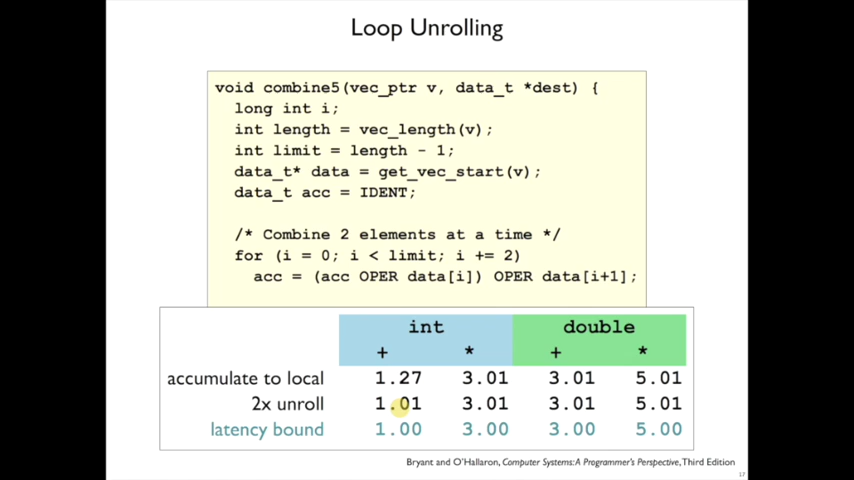 Loop Unrolling
void combine5(vec_ptr v, data_t *dest) {
long int i;
int length = vec_length(v);
int limit = length - 1;
data_t* data = get_vec_start(v);
data_t acc = IDENT;
/* Combine 2 elements at a time */
for (i = 0; i < limit; i += 2)
acc = (acc OPER data[i]) OPER data[i+1];
int double
+ * + *
accumulate to local 1.27 3.01 3.01 5.01
2x unroll 1.01 3.01 3.01 5.01
latency bound 1.00 3.00 3.00 5.00
Bryant and O'Hallaron, Computer Systems: A Programmer's Perspective, Third Edition
17